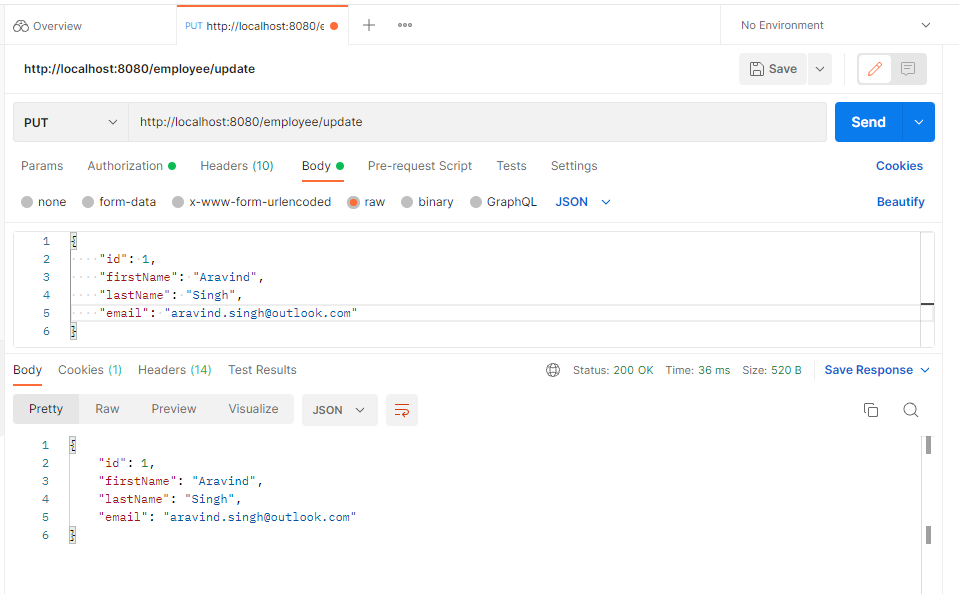 Overview PUT http://localhost:8080/e No Environment
http://localhost:8080/employee/update Save
PUT http://localhost:8080/employee/update Send
Params Authorization Headers (10) Body Pre-request Script Tests Settings Cookies
none form-data x-www-form-urlencoded raw binary GraphQL JSON Beautify
1 {
2 "id": 1,
3 "firstName": "Aravind",
4 "lastName": "Singh",
5 "email": "aravind.singh@outlook.com"
6 }
Body Cookies (1) Headers (14) Test Results Status: 200 OK Time: 36 ms Size: 520 B Save Response
Pretty Raw Preview Visualize JSON
1 {
2 "id": 1,
3 "firstName": "Aravind",
4 "lastName": "Singh",
5 "email": "aravind.singh@outlook.com"
6 }